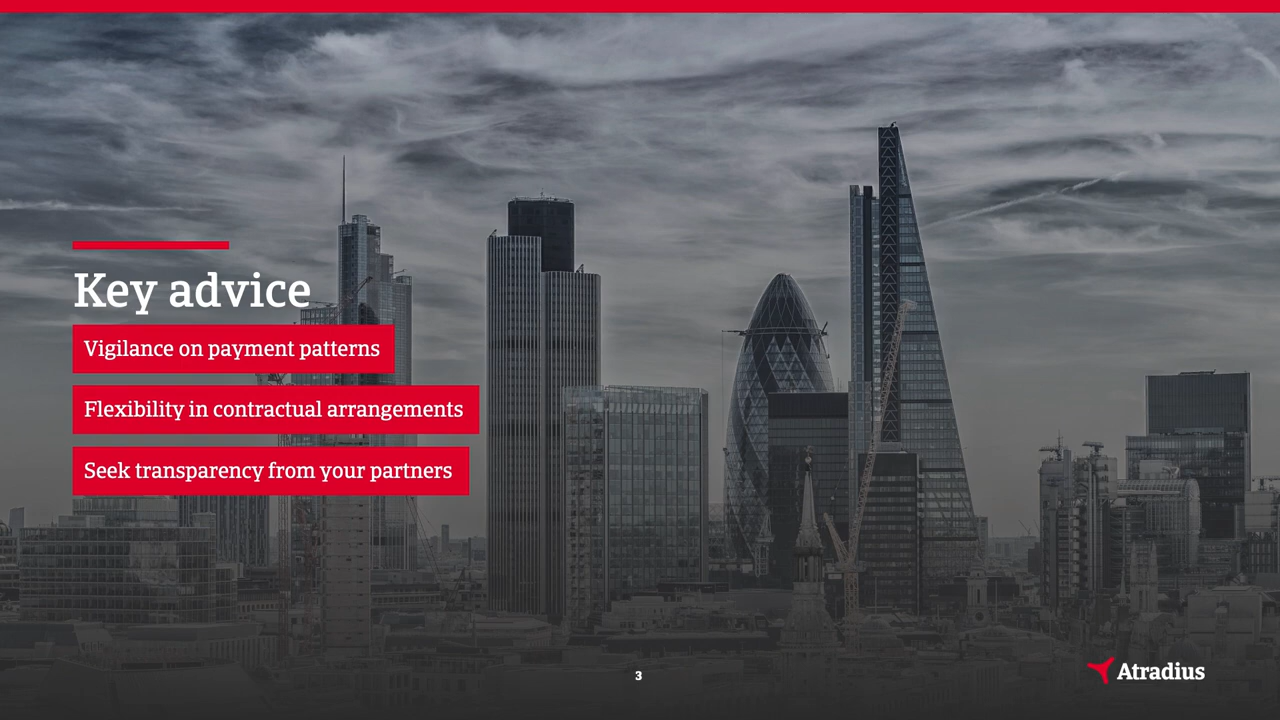 Key advice
Vigilance on payment patterns
Flexibility in contractual arrangements
Seek transparency from your partners
3
Atradius